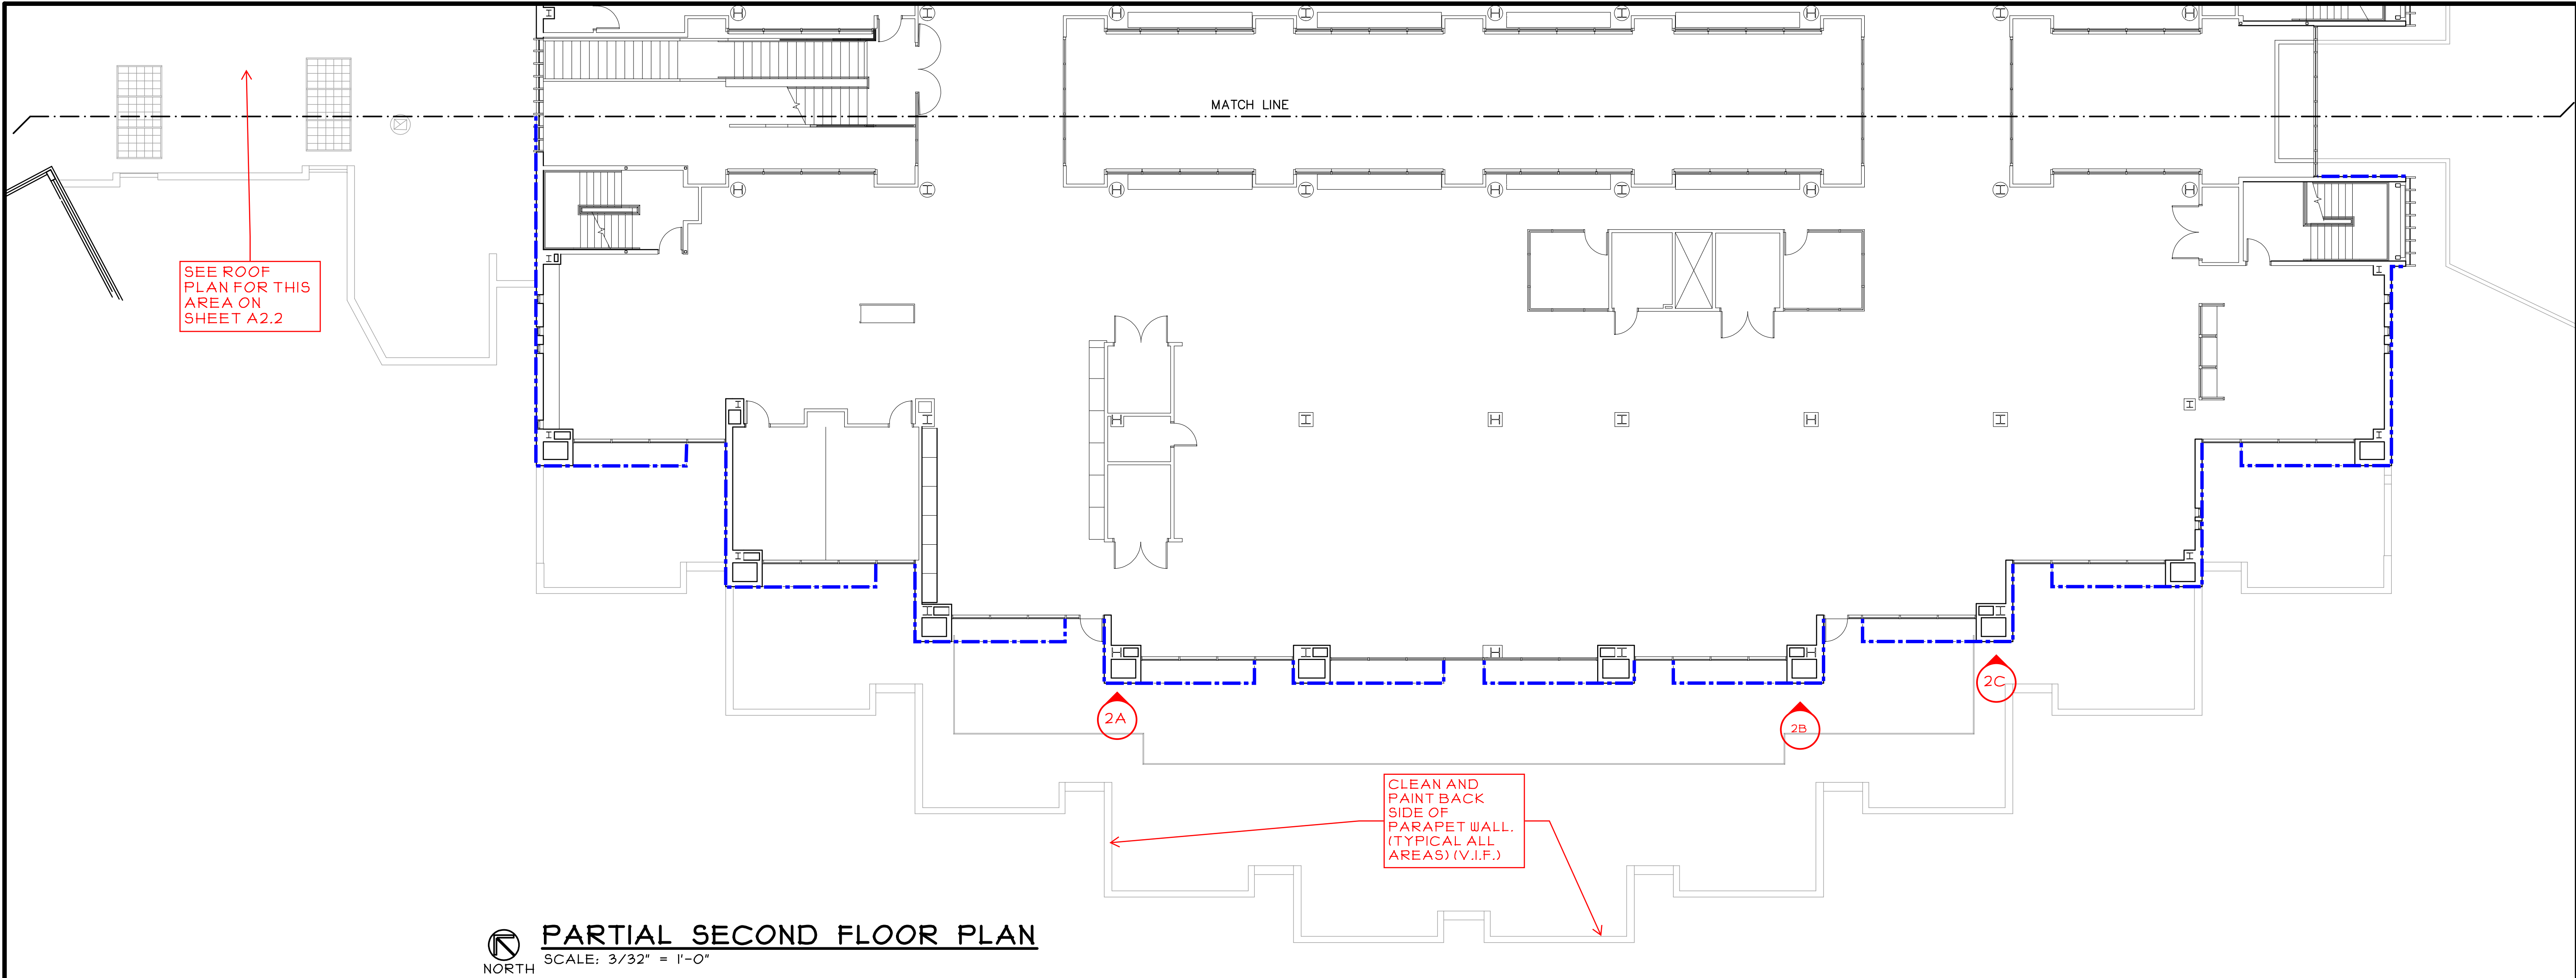 MATCH LINE
SEE ROOF
PLAN FOR THIS
AREA ON
SHEET A2.2
2A
2B
2C
CLEAN AND
PAINT BACK
SIDE OF
PARAPET WALL.
(TYPICAL ALL
AREAS) (V.I.F.)
PARTIAL SECOND FLOOR PLAN
SCALE: 3/32" = 1'-0"
NORTH